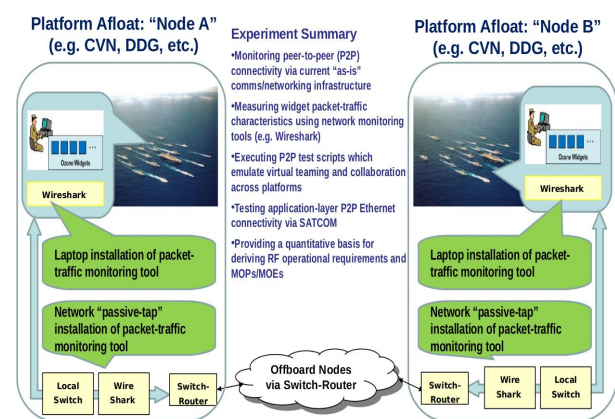 Platform Afloat: “Node A”
(e.g. CVN, DDG, etc.)
Ozone Widgets
Wireshark
Laptop installation of packet-
traffic monitoring tool
Network “passive-tap”
installation of packet-traffic
monitoring tool
Local
Switch
Wire
Shark
Switch-
Router
Experiment Summary
•Monitoring peer-to-peer (P2P)
connectivity via current “as-is”
comms/networking infrastructure
•Measuring widget packet-traffic
characteristics using network monitoring
tools (e.g. Wireshark)
•Executing P2P test scripts which
emulate virtual teaming and collaboration
across platforms
•Testing application-layer P2P Ethernet
connectivity via SATCOM
•Providing a quantitative basis for
deriving RF operational requirements and
MOPs/MOEs
Offboard Nodes
via Switch-Router
Platform Afloat: “Node B”
(e.g. CVN, DDG, etc.)
Ozone Widgets
Wireshark
Laptop installation of packet-
traffic monitoring tool
Network “passive-tap”
installation of packet-traffic
monitoring tool
Switch-
Router
Wire
Shark
Local
Switch